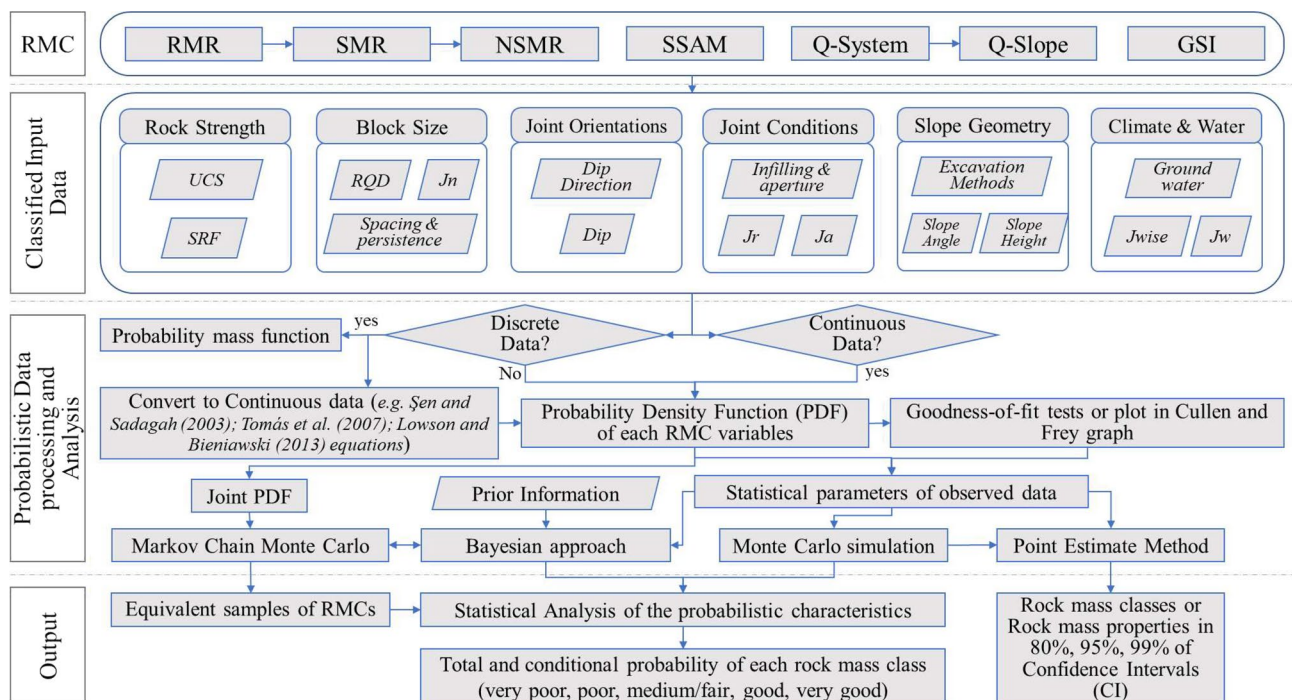 RMC
RMR
SMR
NSMR
SSAM
Q-System
Q-Slope
GSI
Classified Input
Data
Rock Strength
UCS
SRF
Block Size
RQD
Jn
Spacing &
persistence
Joint Orientations
Dip
Direction
Dip
Joint Conditions
Infilling &
aperture
Jr
Ja
Slope Geometry
Excavation
Methods
Slope
Angle
Slope
Height
Climate & Water
Ground
water
Jwise
Jw
Probabilistic Data
processing and
Analysis
Probability mass function
yes
Discrete
Data?
Continuous
Data?
No
yes
Convert to Continuous data (e.g. Şen and
Sadagah (2003); Tomás et al. (2007); Lowson and
Bieniawski (2013) equations)
Probability Density Function (PDF)
of each RMC variables
Goodness-of-fit tests or plot in Cullen and
Frey graph
Joint PDF
Prior Information
Statistical parameters of observed data
Markov Chain Monte Carlo
Bayesian approach
Monte Carlo simulation
Point Estimate Method
Output
Equivalent samples of RMCs
Statistical Analysis of the probabilistic characteristics
Rock mass classes or
Rock mass properties in
80%, 95%, 99% of
Confidence Intervals
(CI)
Total and conditional probability of each rock mass class
(very poor, poor, medium/fair, good, very good)